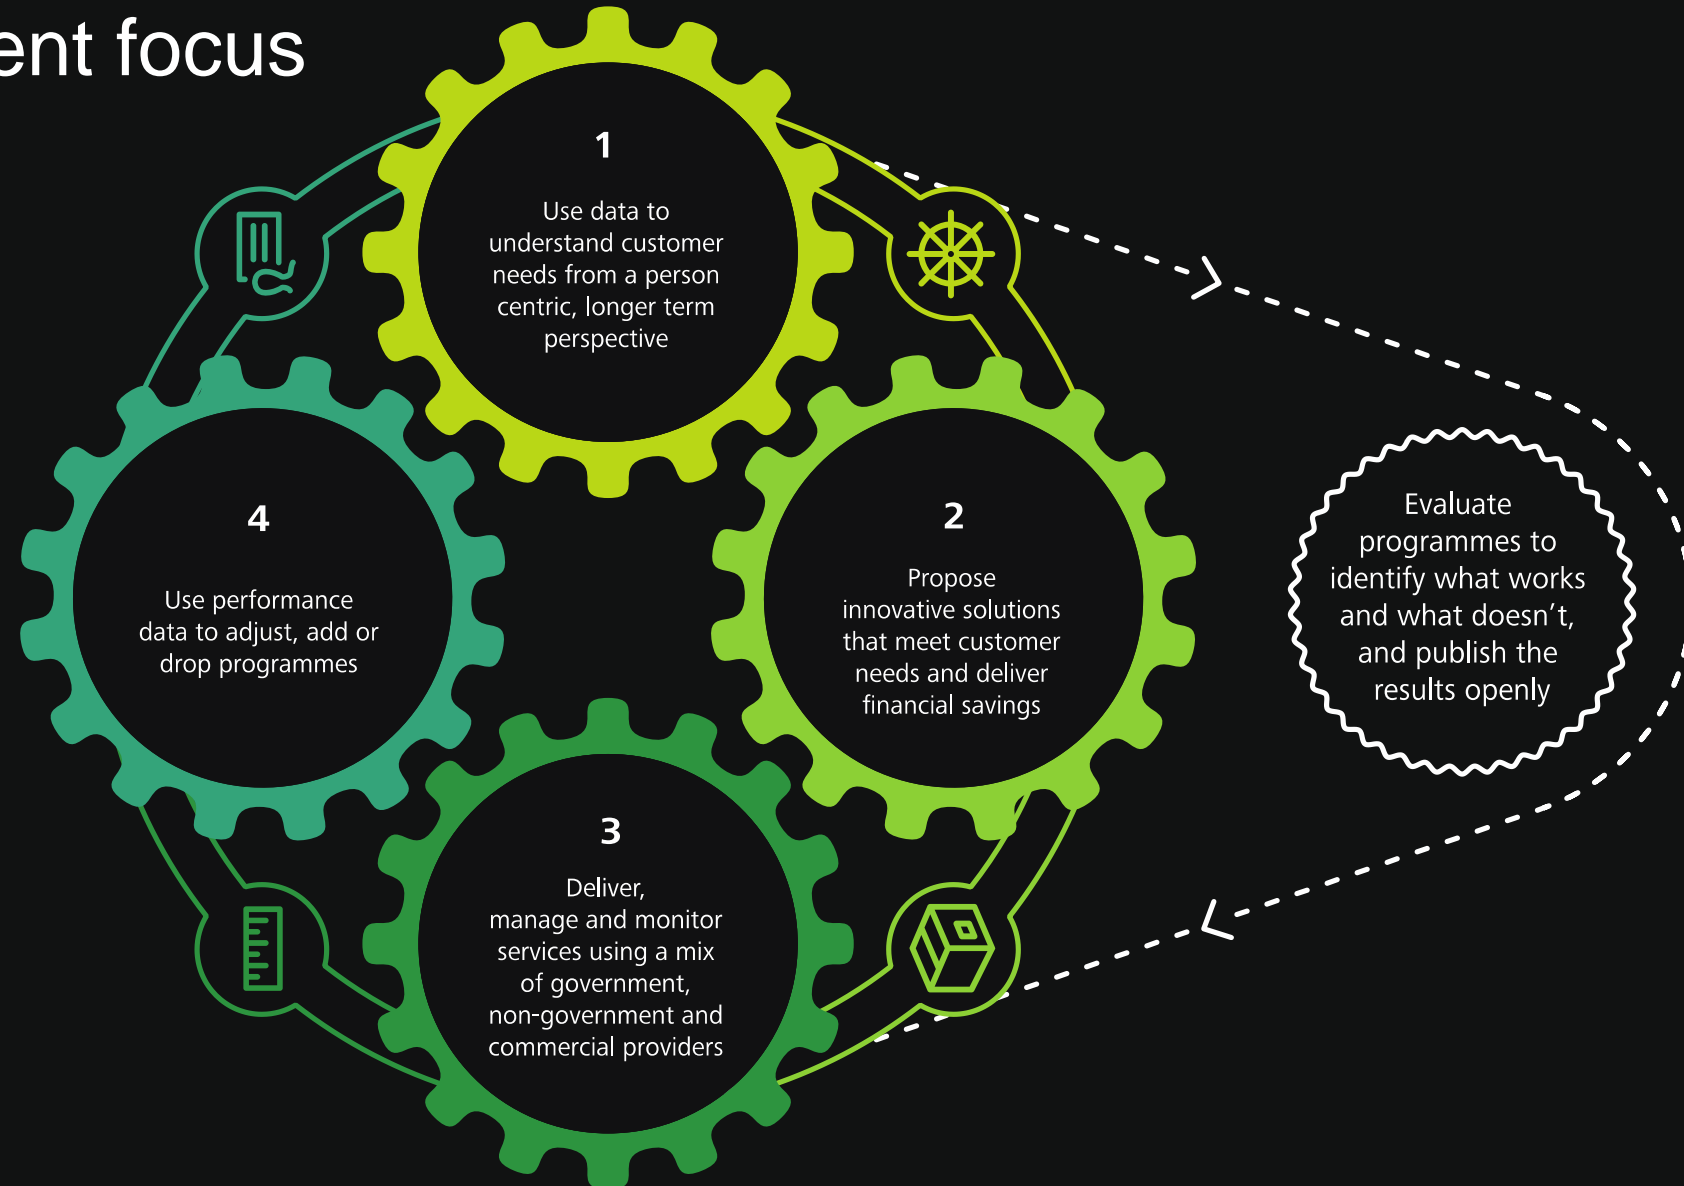 ent focus
1
Use data to
understand customer
needs from a person
centric, longer term
perspective
2
Propose
innovative solutions
that meet customer
needs and deliver
financial savings
3
Deliver,
manage and monitor
services using a mix
of government,
non-government and
commercial providers
4
Use performance
data to adjust, add or
drop programmes
Evaluate
programmes to
identify what works
and what doesn't,
and publish the
results openly